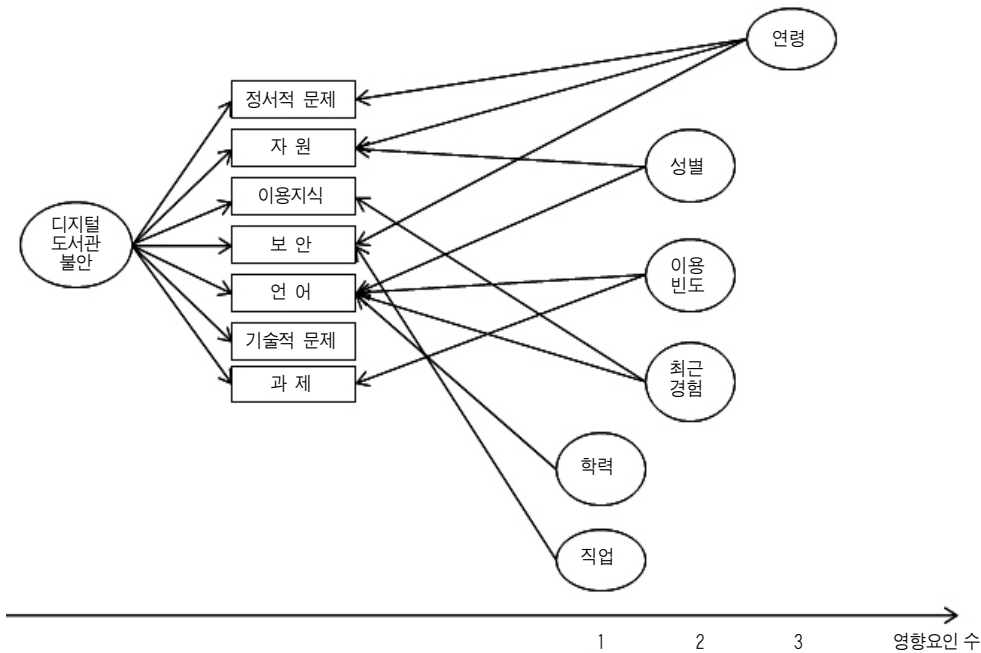 연령
정서적 문제
자 원
성별
이용지식
디지털
도서관
불안
보 안
이용
빈도
언 어
기술적 문제
최근
경험
과 제
학력
직업
1 2 3 영향요인 수